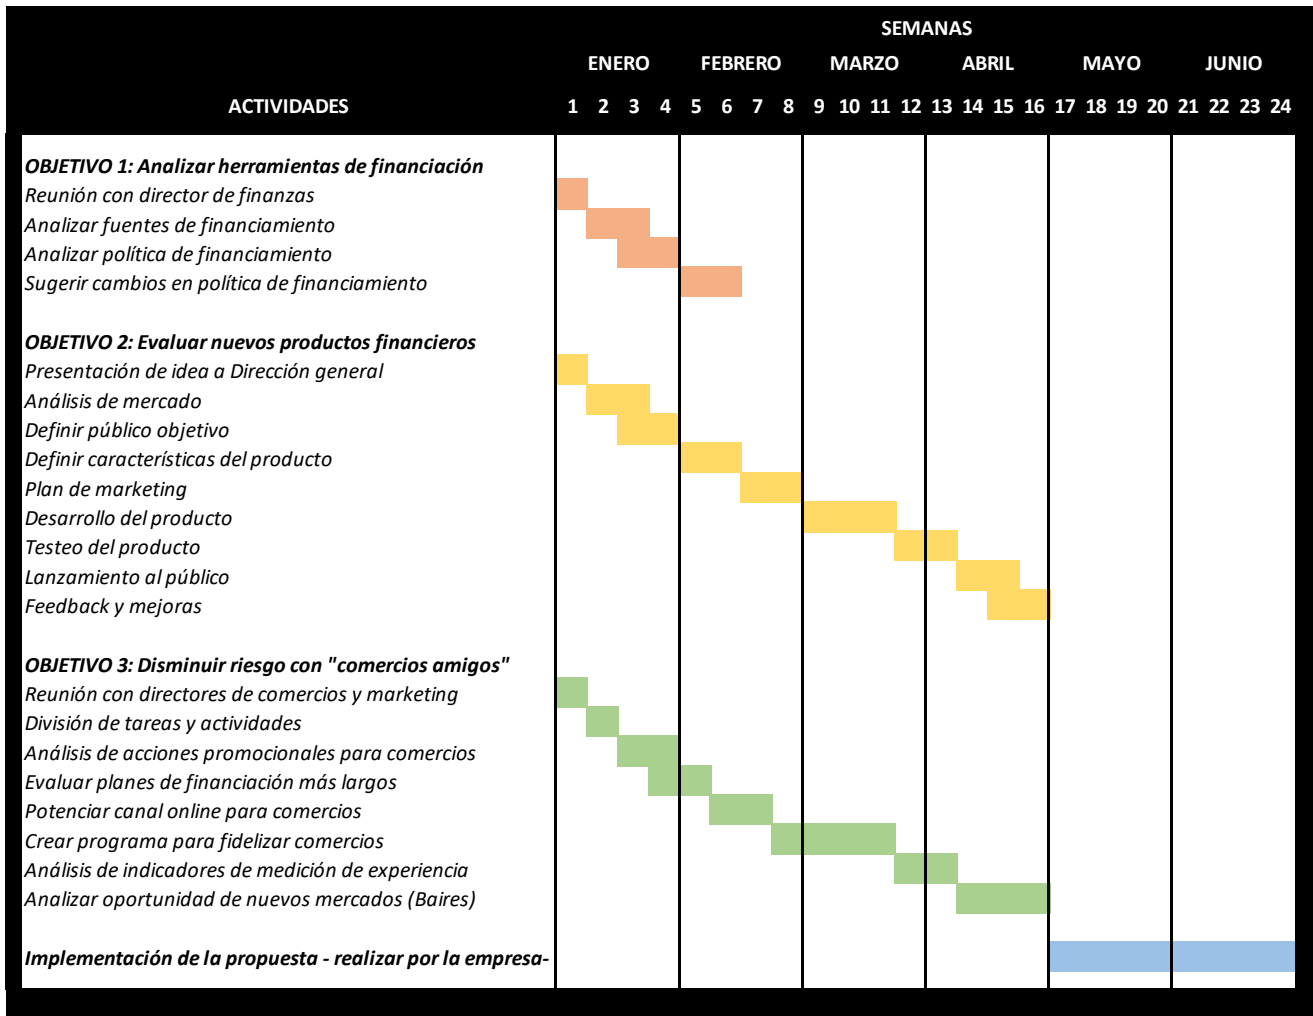 SEMANAS
ENERO FEBRERO MARZO ABRIL MAYO JUNIO
ACTIVIDADES 1 2 3 4 5 6 7 8 9 10 11 12 13 14 15 16 17 18 19 20 21 22 23 24
OBJETIVO 1: Analizar herramientas de financiación
Reunión con director de finanzas
Analizar fuentes de financiamiento
Analizar política de financiamiento
Sugerir cambios en política de financiamiento
OBJETIVO 2: Evaluar nuevos productos financieros
Presentación de idea a Dirección general
Análisis de mercado
Definir público objetivo
Definir características del producto
Plan de marketing
Desarrollo del producto
Testeo del producto
Lanzamiento al público
Feedback y mejoras
OBJETIVO 3: Disminuir riesgo con "comercios amigos"
Reunión con directores de comercios y marketing
División de tareas y actividades
Análisis de acciones promocionales para comercios
Evaluar planes de financiación más largos
Potenciar canal online para comercios
Crear programa para fidelizar comercios
Análisis de indicadores de medición de experiencia
Analizar oportunidad de nuevos mercados (Baires)
Implementación de la propuesta - realizar por la empresa-